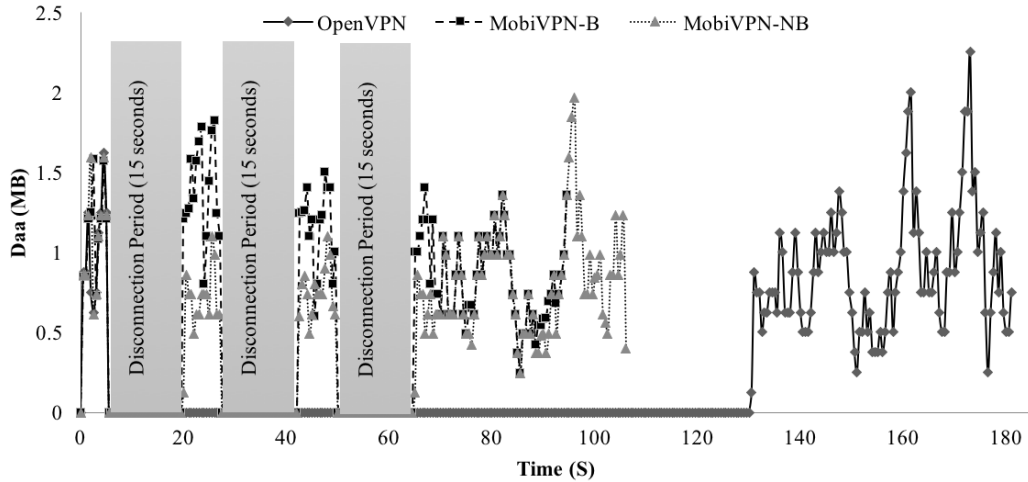 OpenVPN
MobiVPN-B
MobiVPN-NB
2.5
2
1.5
1
0.5
0
Daa (MB)
Disconnection Period (15 seconds)
Disconnection Period (15 seconds)
Disconnection Period (15 seconds)
0
20
40
60
80
100
120
140
160
180
Time (S)